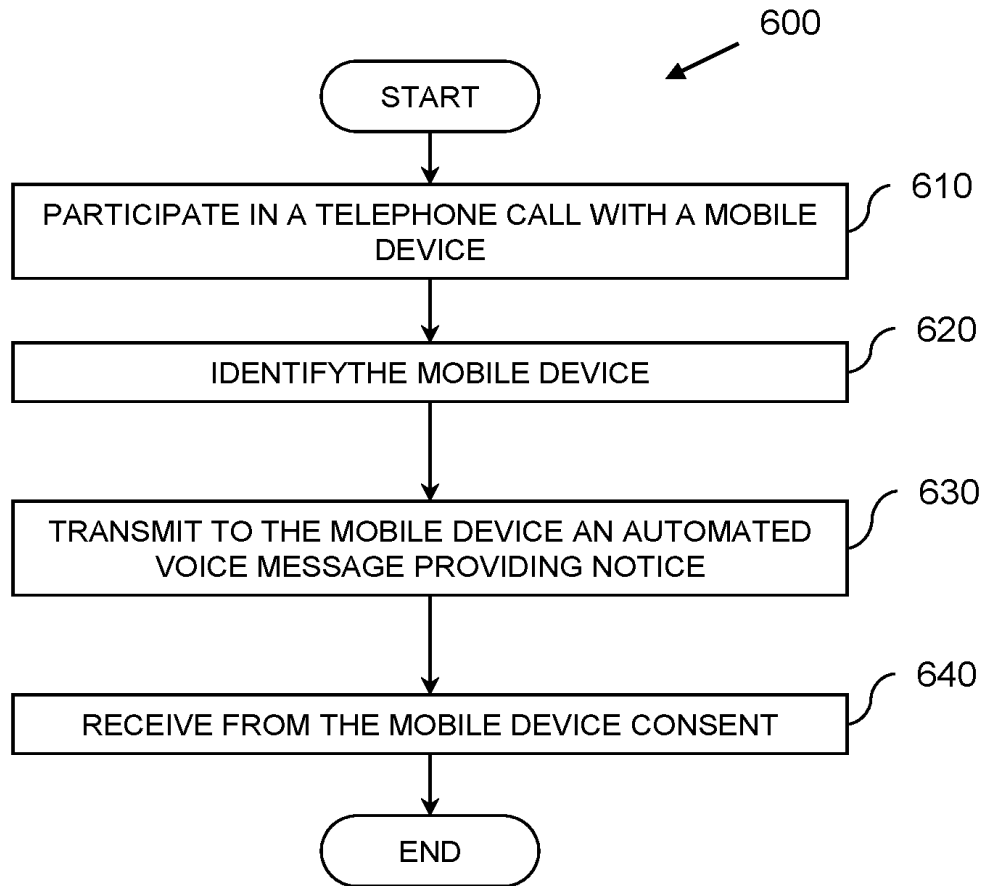 600
START
610
PARTICIPATE IN A TELEPHONE CALL WITH A MOBILE
DEVICE
620
IDENTIFYTHE MOBILE DEVICE
630
TRANSMIT TO THE MOBILE DEVICE AN AUTOMATED
VOICE MESSAGE PROVIDING NOTICE
640
RECEIVE FROM THE MOBILE DEVICE CONSENT
END